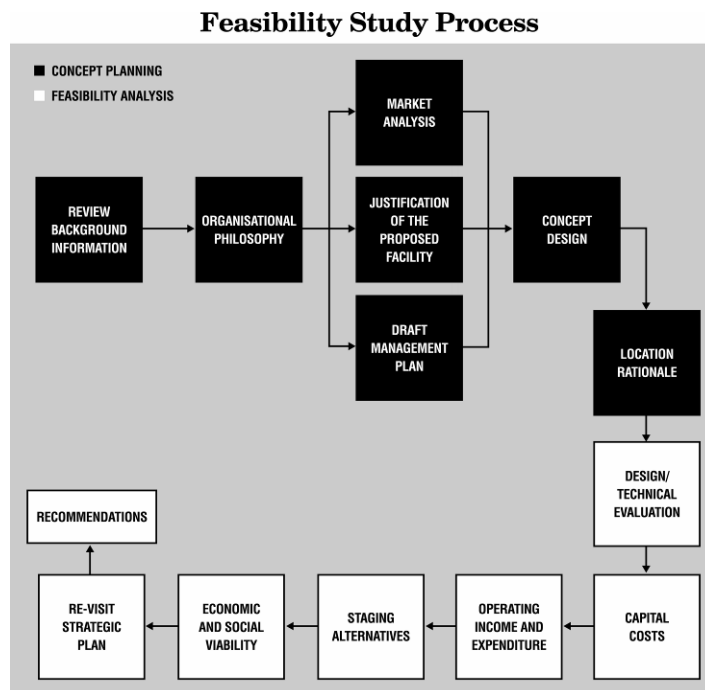 Feasibility Study Process
CONCEPT PLANNING
FEASIBILITY ANALYSIS
MARKET
ANALYSIS
REVIEW
BACKGROUND
INFORMATION
ORGANISATIONAL
PHILOSOPHY
JUSTIFICATION
OF THE
PROPOSED
FACILITY
CONCEPT
DESIGN
DRAFT
MANAGEMENT
PLAN
LOCATION
RATIONALE
DESIGN/
TECHNICAL
EVALUATION
CAPITAL
COSTS
OPERATING
INCOME AND
EXPENDITURE
STAGING
ALTERNATIVES
ECONOMIC
AND SOCIAL
VIABILITY
RE-VISIT
STRATEGIC
PLAN
RECOMMENDATIONS